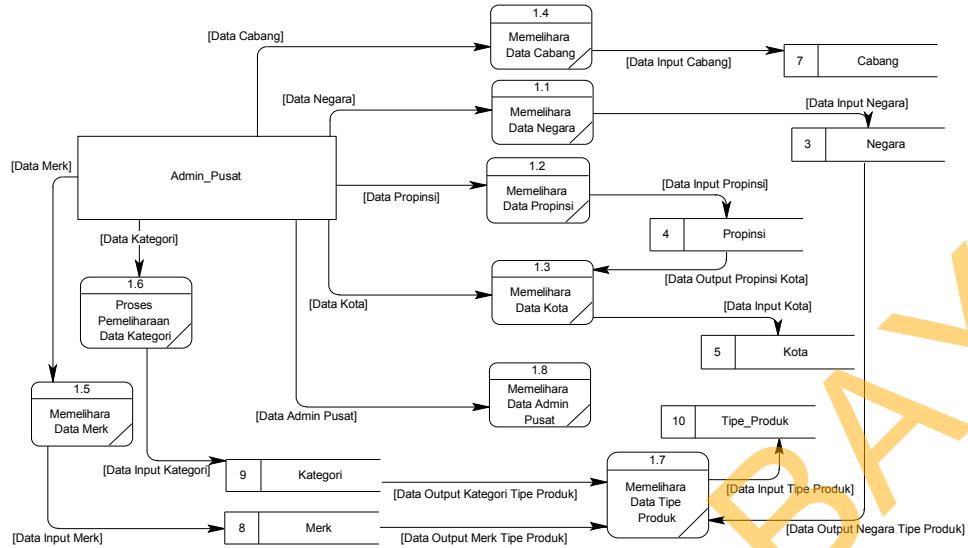 1.4
[Data Cabang]
Memelihara
Data Cabang
[Data Input Cabang]
7
Cabang
1.1
[Data Negara]
Memelihara
Data Negara
[Data Input Negara]
3
Negara
[Data Merk]
Admin_Pusat
1.2
[Data Propinsi]
Memelihara
Data Propinsi
[Data Input Propinsi]
4
Propinsi
[Data Kategori]
1.3
[Data Output Propinsi Kota]
1.6
Proses
Pemeliharaan
Data Kategori
[Data Kota]
Memelihara
Data Kota
[Data Input Kota]
5
Kota
1.8
Memelihara
Data Admin
Pusat
1.5
Memelihara
Data Merk
[Data Admin Pusat]
10
Tipe_Produk
1.7
Memelihara
Data Tipe
Produk
[Data Input Kategori]
9
Kategori
[Data Output Kategori Tipe Produk]
[Data Input Tipe Produk]
[Data Input Merk]
8
Merk
[Data Output Merk Tipe Produk]
[Data Output Negara Tipe Produk]
BAY